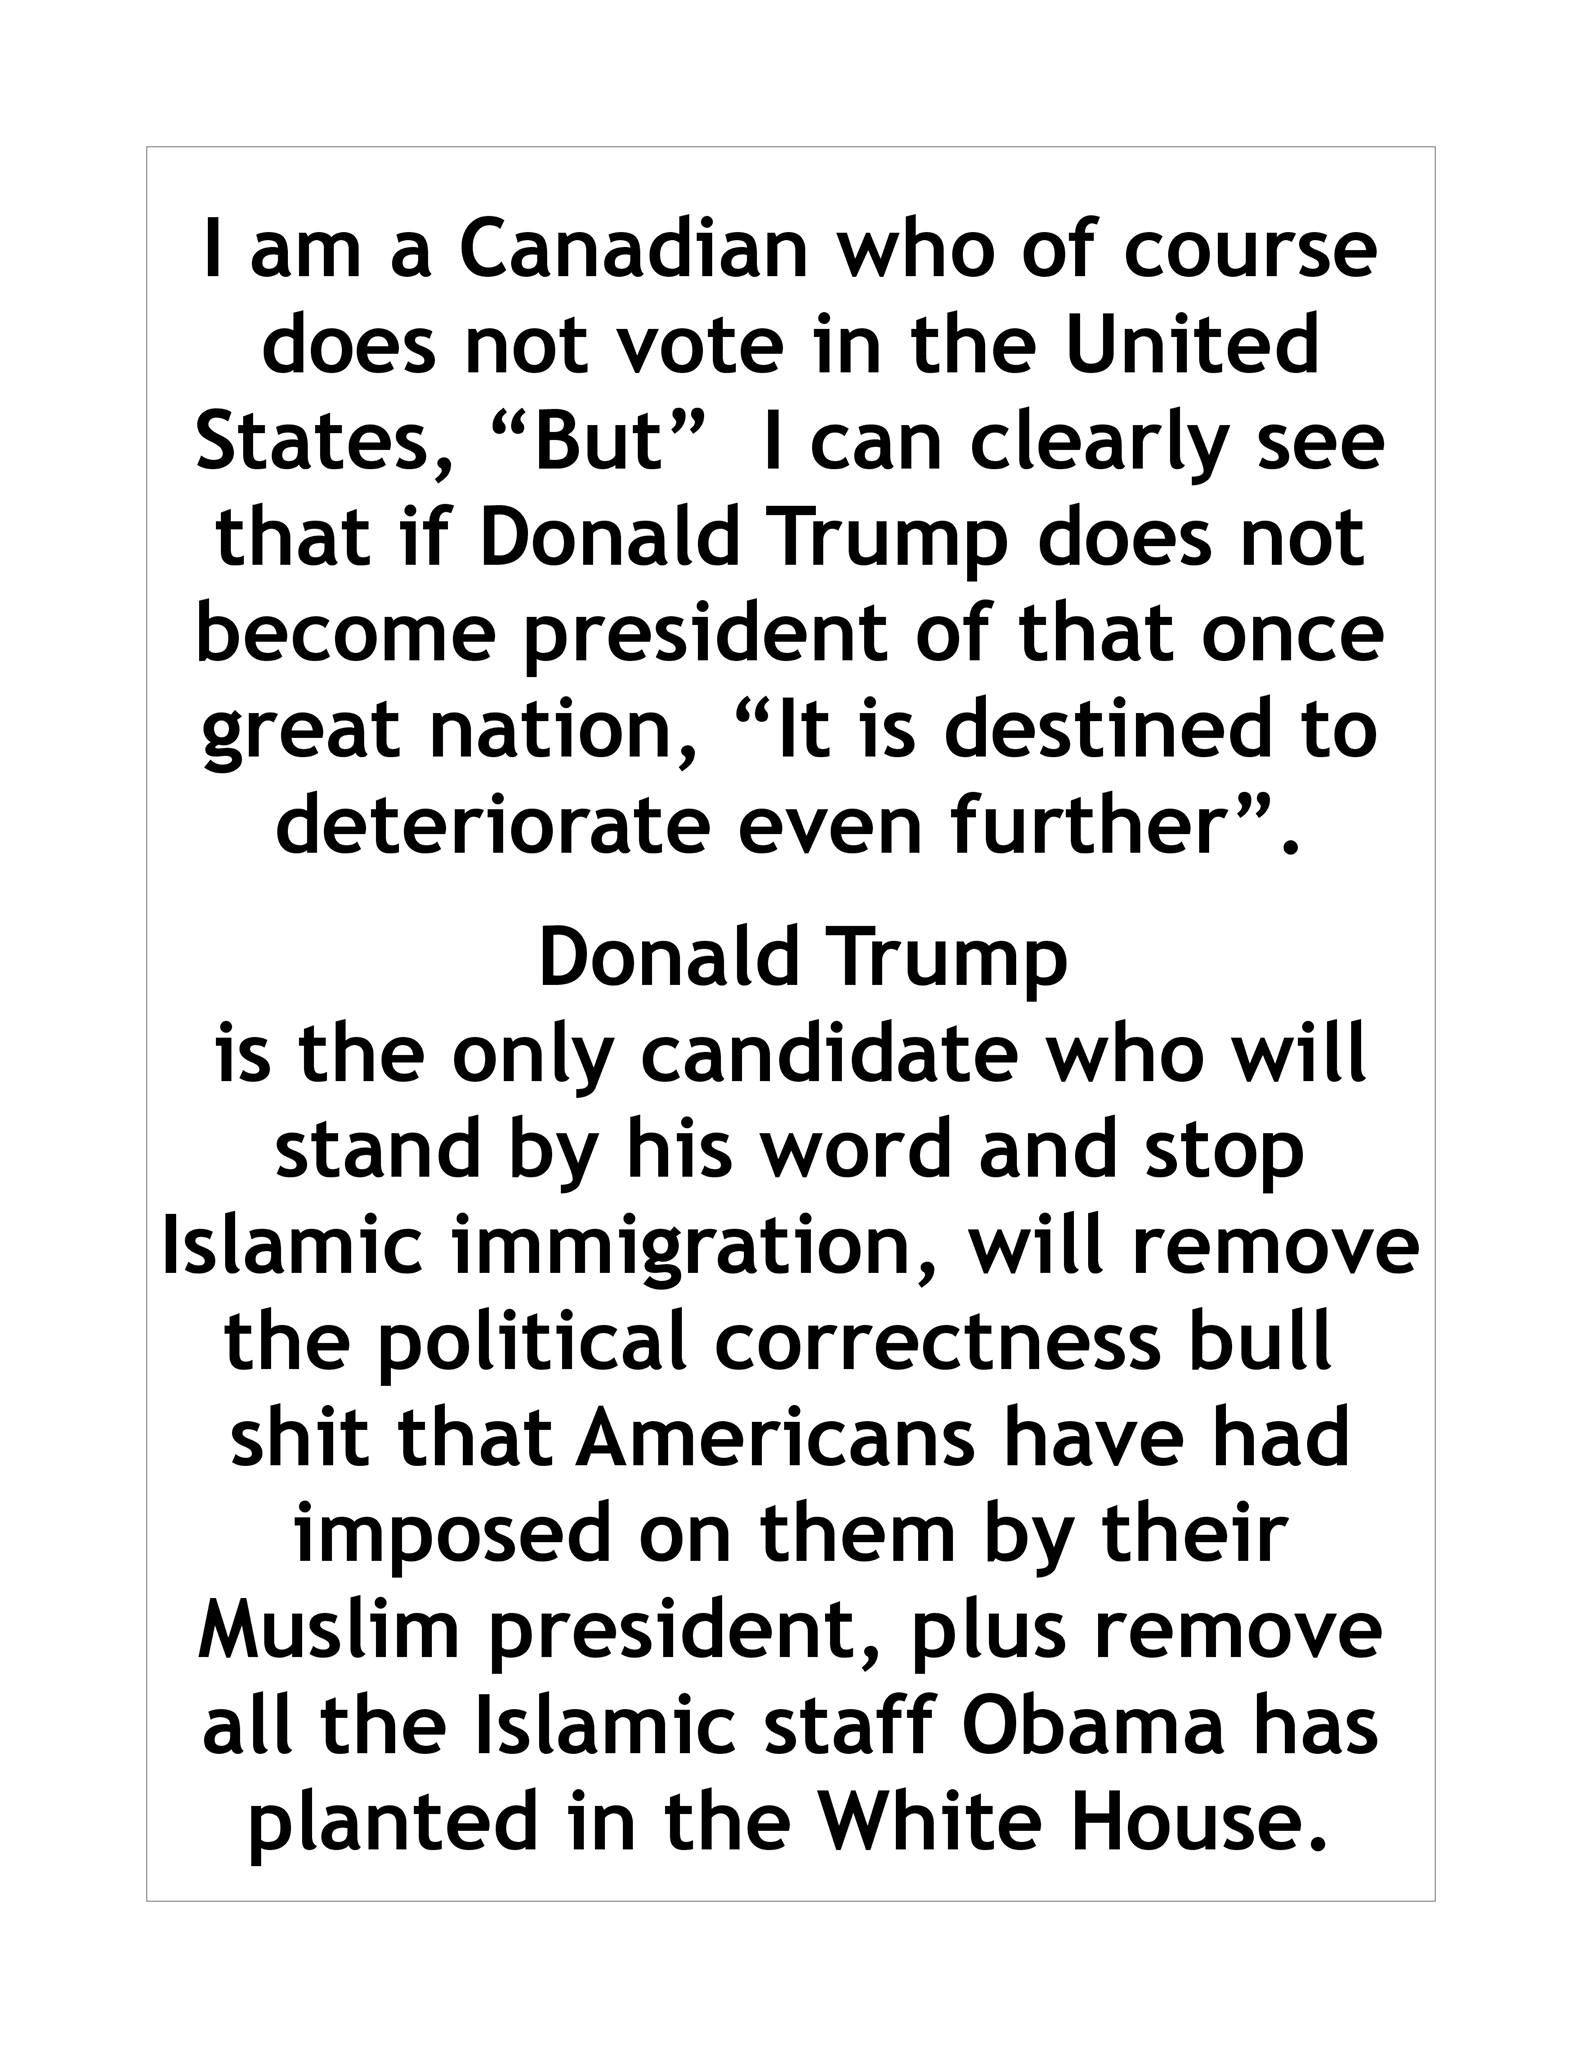 I am a Canadian who of course
does not vote in the United
States, “But”  I can clearly see
that if Donald Trump does not
become president of that once
great nation, “It is destined to
deteriorate even further”.
Donald Trump
is the only candidate who will
stand by his word and stop
Islamic immigration, will remove
the political correctness bull
shit that Americans have had
imposed on them by their
Muslim president, plus remove
all the Islamic staff Obama has
planted in the White House.